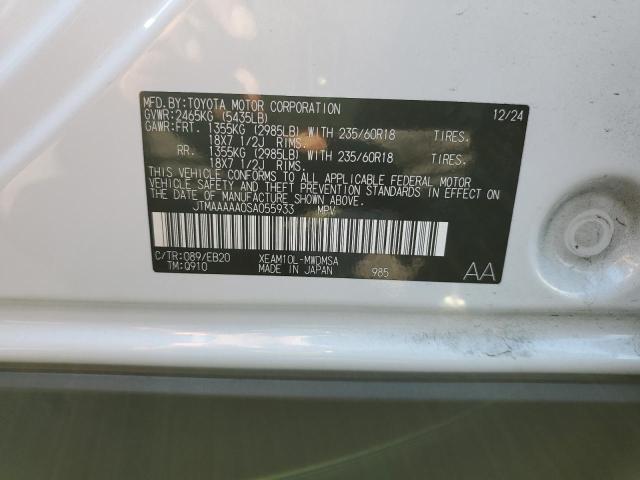 MFD.BY:TOYOTA MOTOR CORPORATION 12/24
GVWR:2465KG (5435LB)
GAWR:FRT. 1355KG (2985LB) WITH 235/60R18 TIRES.
18X7 1/2J RIMS.
RR. 1355KG (2985LB) WITH 235/60R18 TIRES.
18X7 1/2J RIMS.
THIS VEHICLE CONFORMS TO ALL APPLICABLE FEDERAL MOTOR
VEHICLE SAFETY AND THEFT PREVENTION STANDARDS IN EFFECT ON
THE DATE OF MANUFACTURE SHOWN ABOVE.
JTMAAAAA0SA055933 MPV
C/TR:089/EB20 XEAM10L-MWDMSA
TM:Q910 MADE IN JAPAN 985 AA